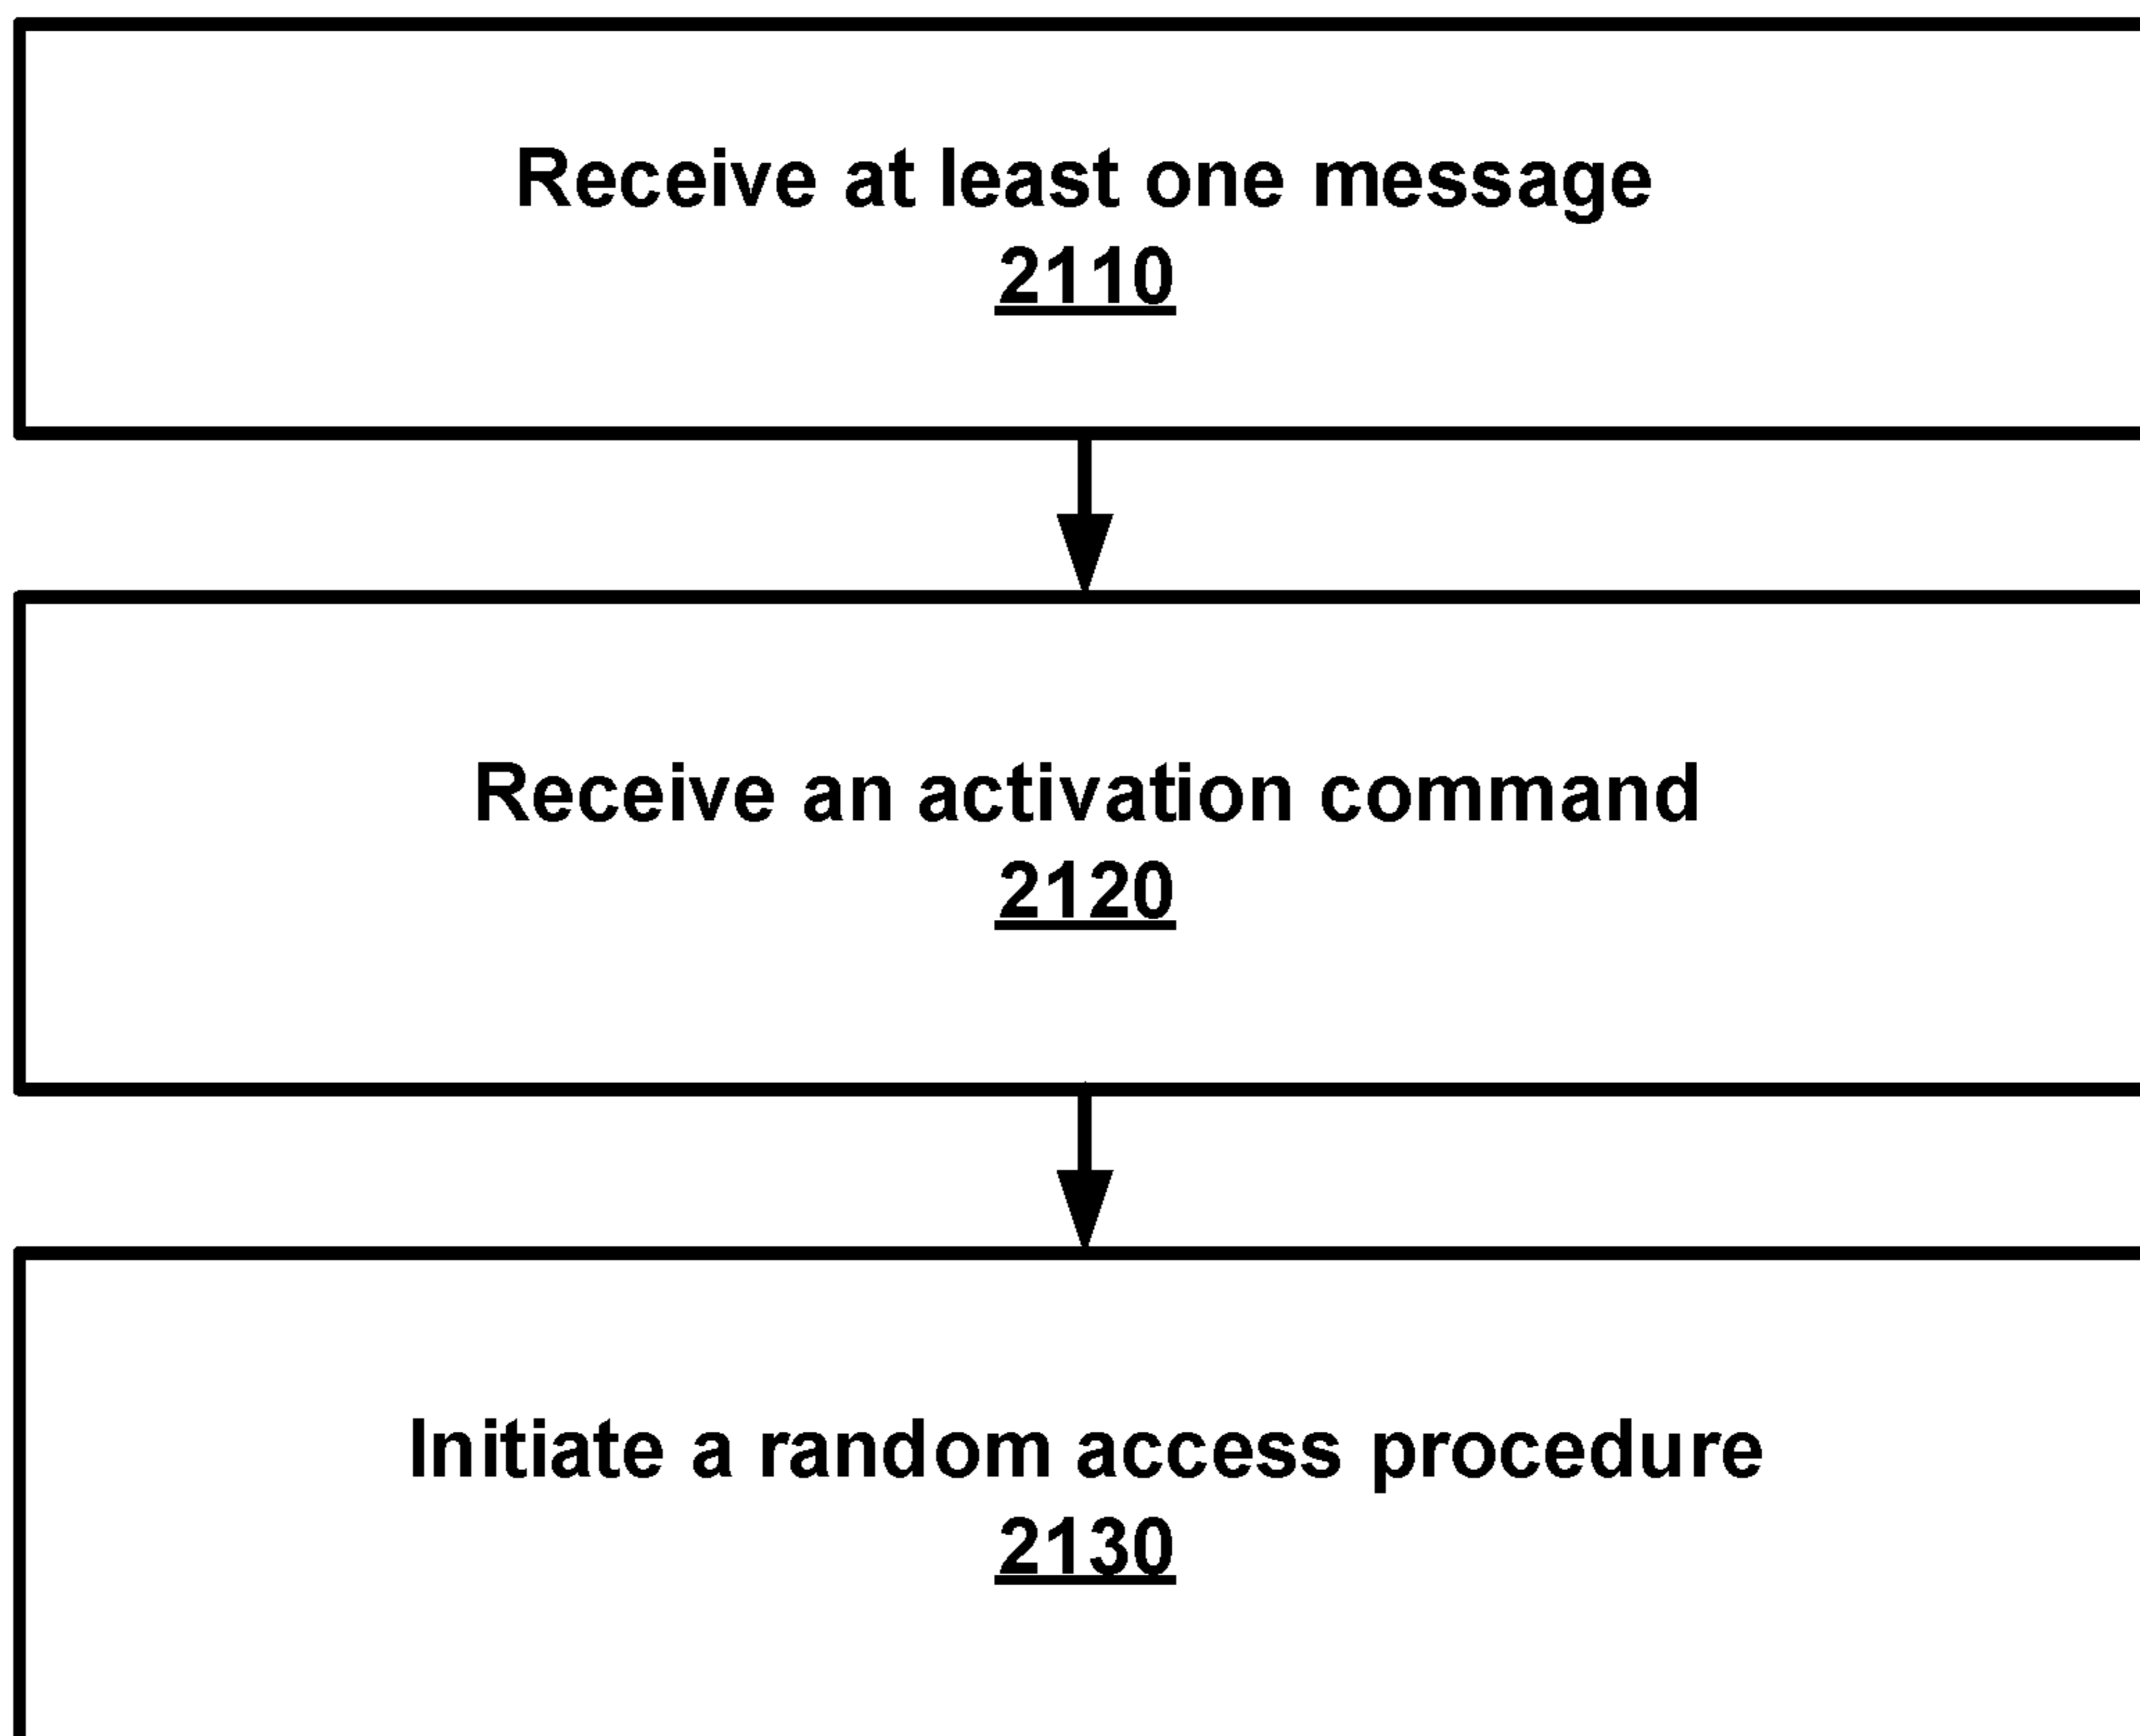 Receive at least one message
2110
Receive an activation command
2120
Initiate a random access procedure
2130